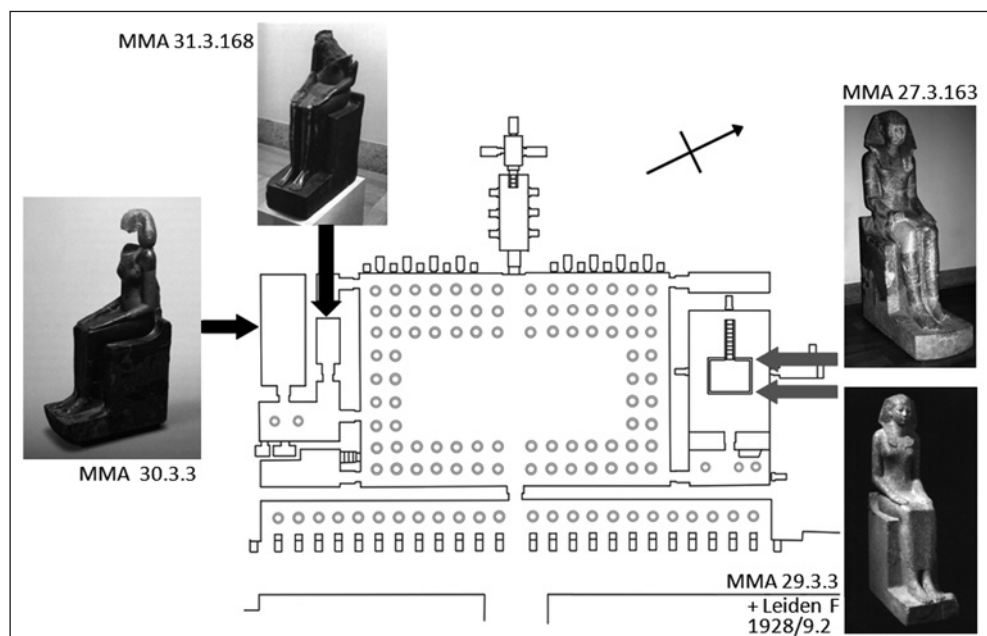 MMA 31.3.168
MMA 27.3.163
MMA 30.3.3
MMA 29.3.3
+ Leiden F
1928/9.2